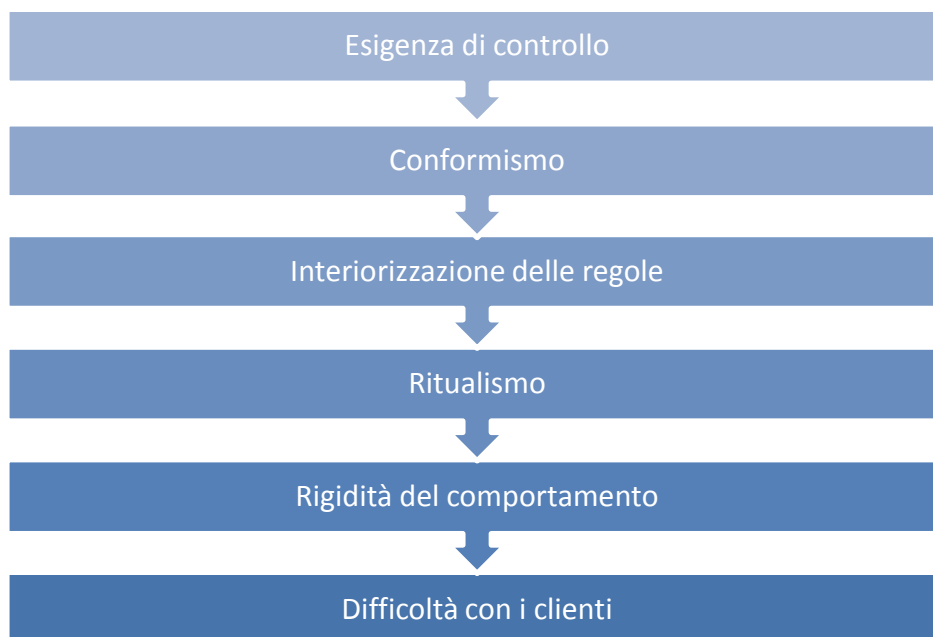 Esigenza di controllo
Conformismo
Interiorizzazione delle regole
Ritualismo
Rigidità del comportamento
Difficoltà con i clienti